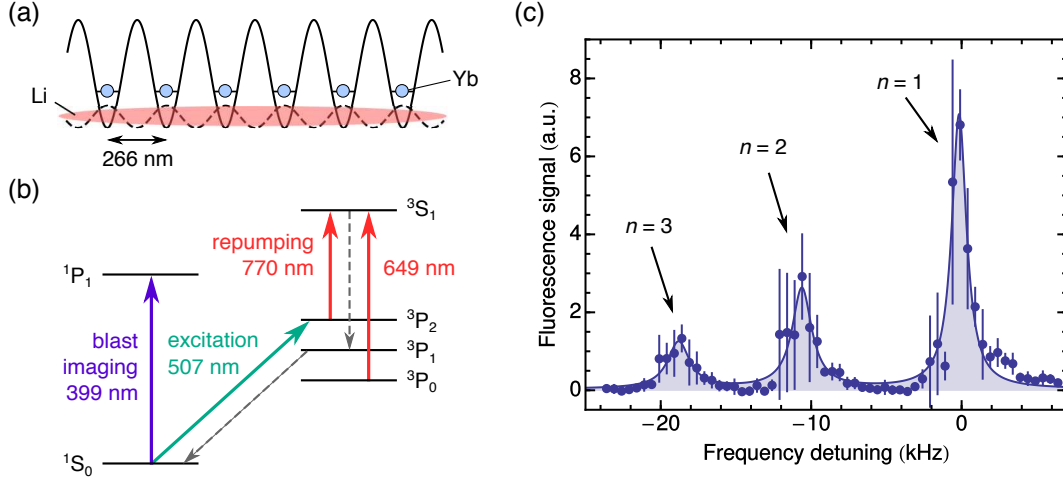 (a)
Li
Yb
266 nm
(b)
³S₁
repumping
770 nm
649 nm
¹P₁
³P₂
³P₁
³P₀
blast
imaging
399 nm
excitation
507 nm
¹S₀
(c)
Fluorescence signal (a.u.)
8
6
4
2
0
n = 1
n = 2
n = 3
−20
−10
0
Frequency detuning (kHz)